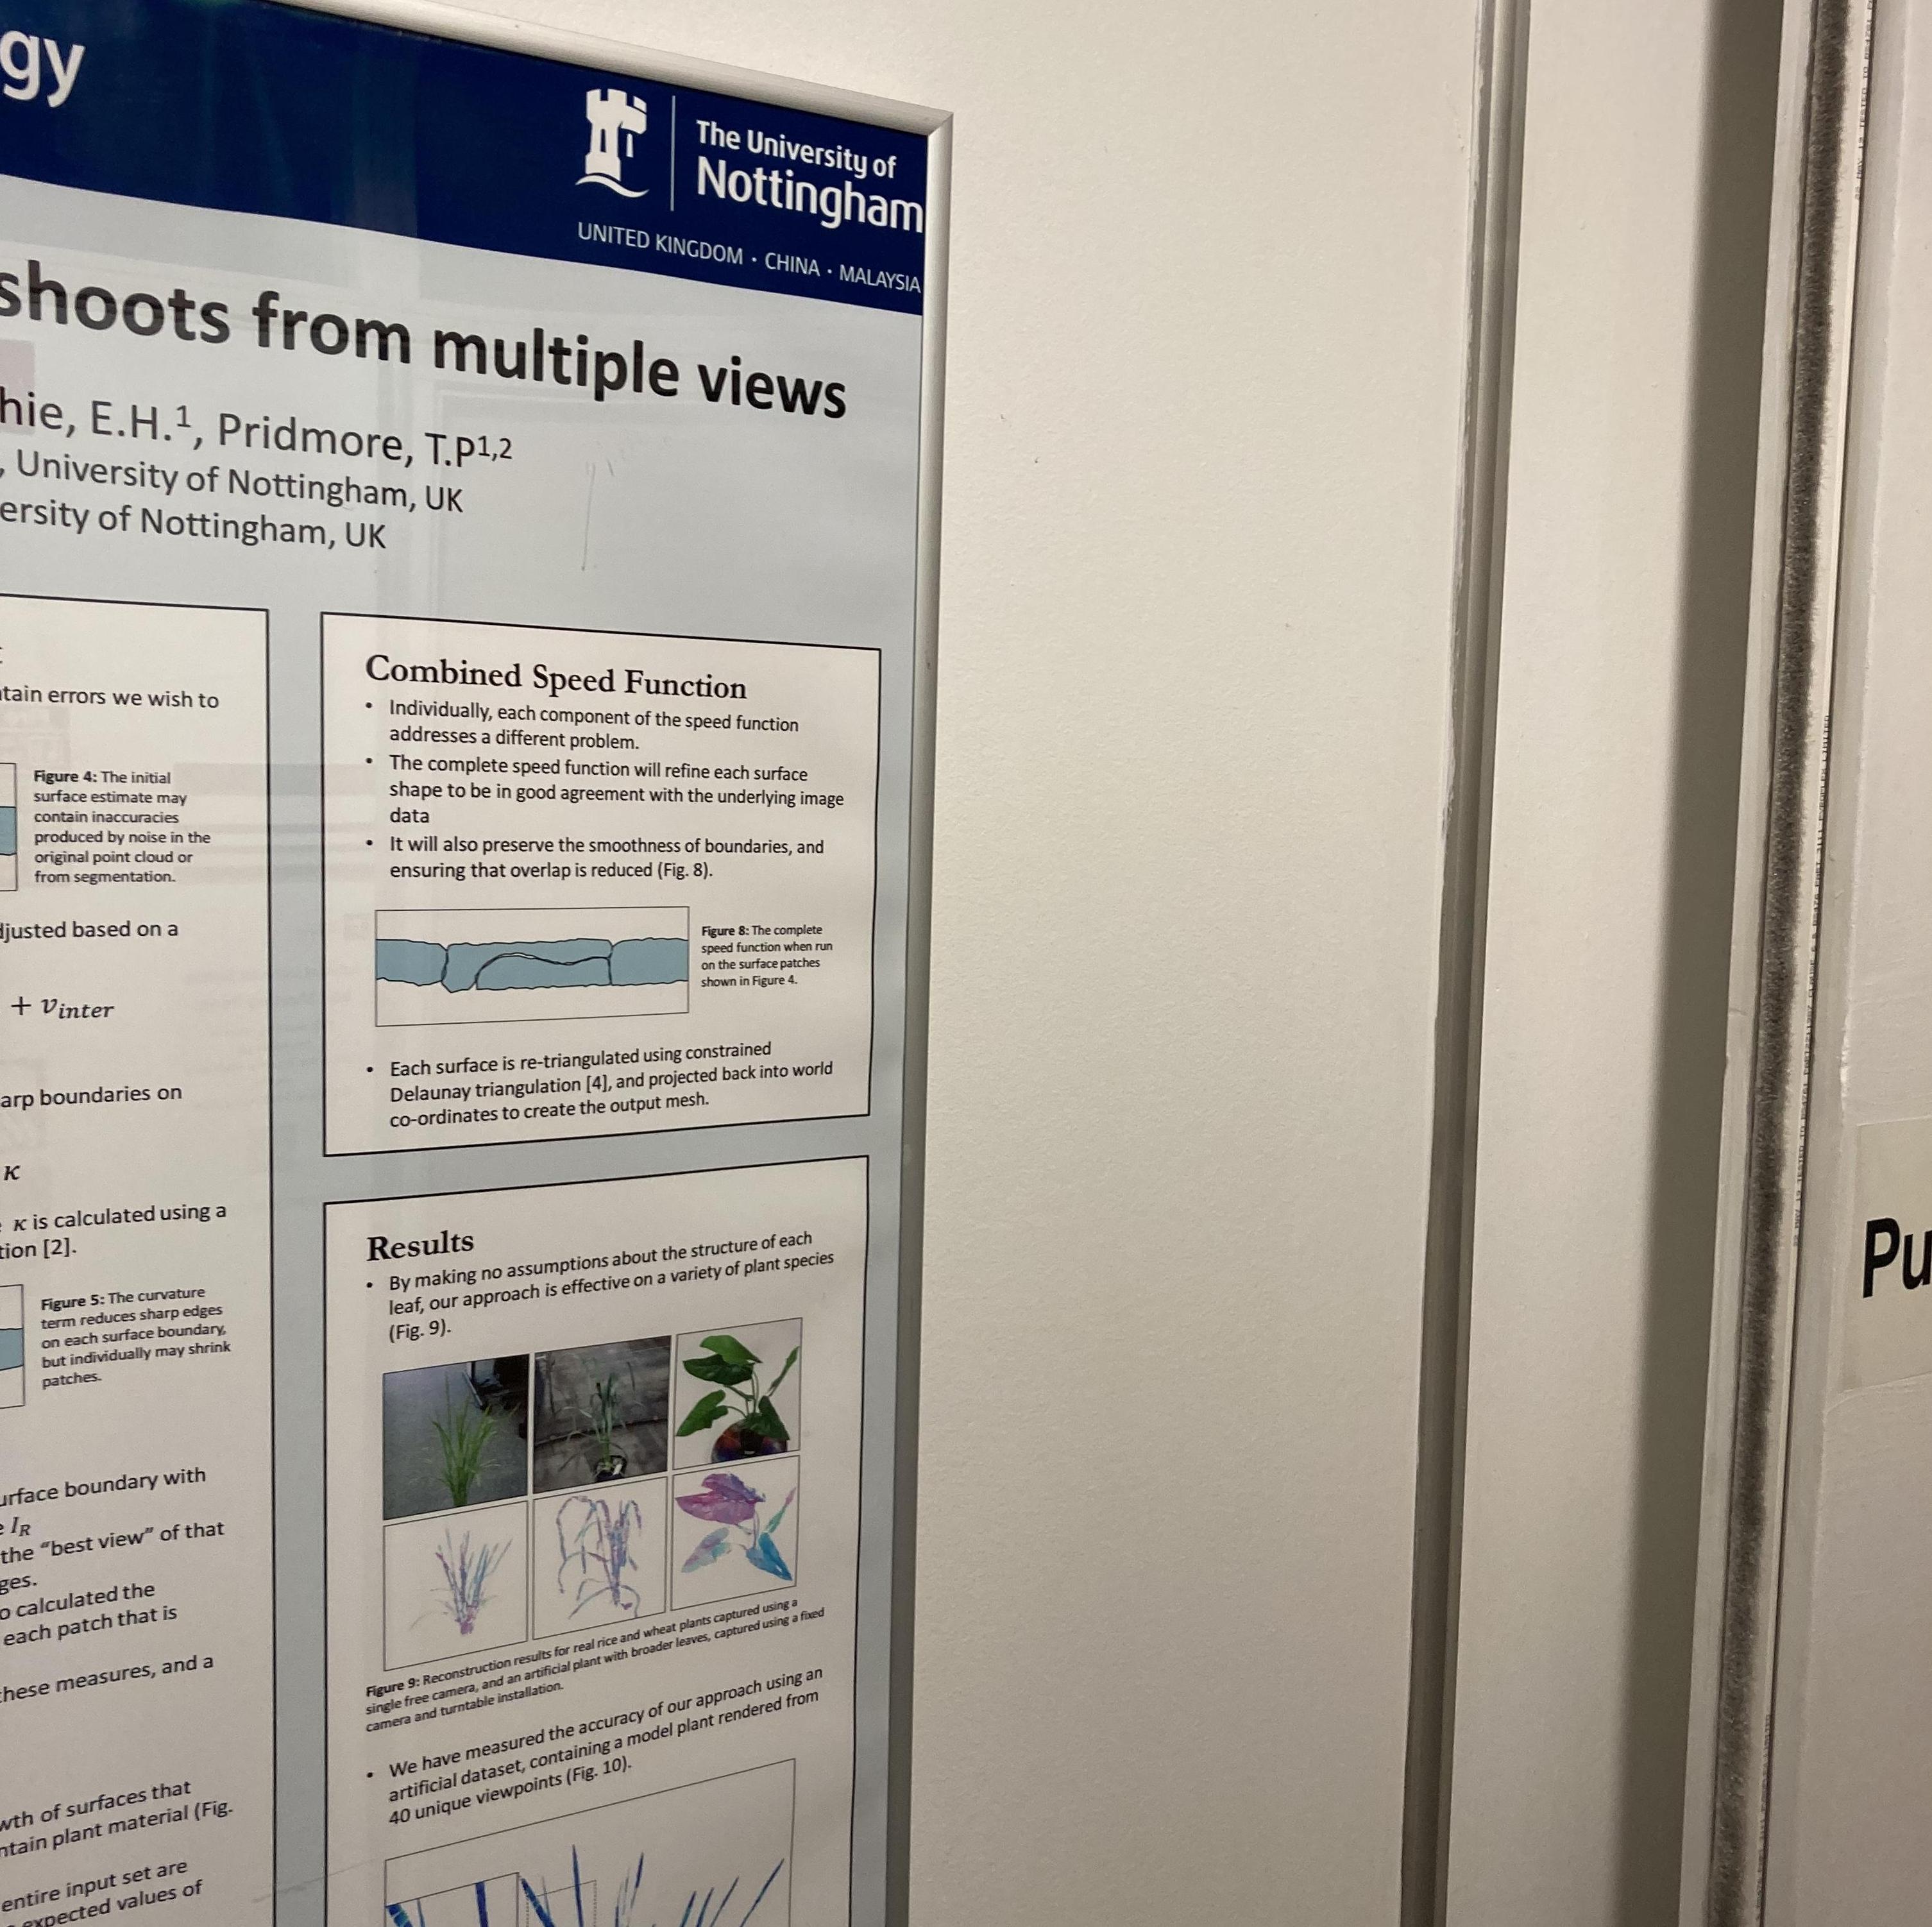 gy
The University of
Nottingham
UNITED KINGDOM · CHINA · MALAYSIA
shoots from multiple views
hie, E.H.¹, Pridmore, T.P¹,²
, University of Nottingham, UK
ersity of Nottingham, UK
tain errors we wish to
Figure 4: The initial
surface estimate may
contain inaccuracies
produced by noise in the
original point cloud or
from segmentation.
djusted based on a
+ vinter
arp boundaries on
κ
κ is calculated using a
tion [2].
Figure 5: The curvature
term reduces sharp edges
on each surface boundary,
but individually may shrink
patches.
urface boundary with
e IR
the "best view" of that
ges.
o calculated the
each patch that is
these measures, and a
wth of surfaces that
ntain plant material (Fig.
entire input set are
expected values of
Combined Speed Function
• Individually, each component of the speed function
addresses a different problem.
• The complete speed function will refine each surface
shape to be in good agreement with the underlying image
data
• It will also preserve the smoothness of boundaries, and
ensuring that overlap is reduced (Fig. 8).
Figure 8: The complete
speed function when run
on the surface patches
shown in Figure 4.
• Each surface is re-triangulated using constrained
Delaunay triangulation [4], and projected back into world
co-ordinates to create the output mesh.
Results
• By making no assumptions about the structure of each
leaf, our approach is effective on a variety of plant species
(Fig. 9).
Figure 9: Reconstruction results for real rice and wheat plants captured using a
single free camera, and an artificial plant with broader leaves, captured using a fixed
camera and turntable installation.
• We have measured the accuracy of our approach using an
artificial dataset, containing a model plant rendered from
40 unique viewpoints (Fig. 10).
Pu